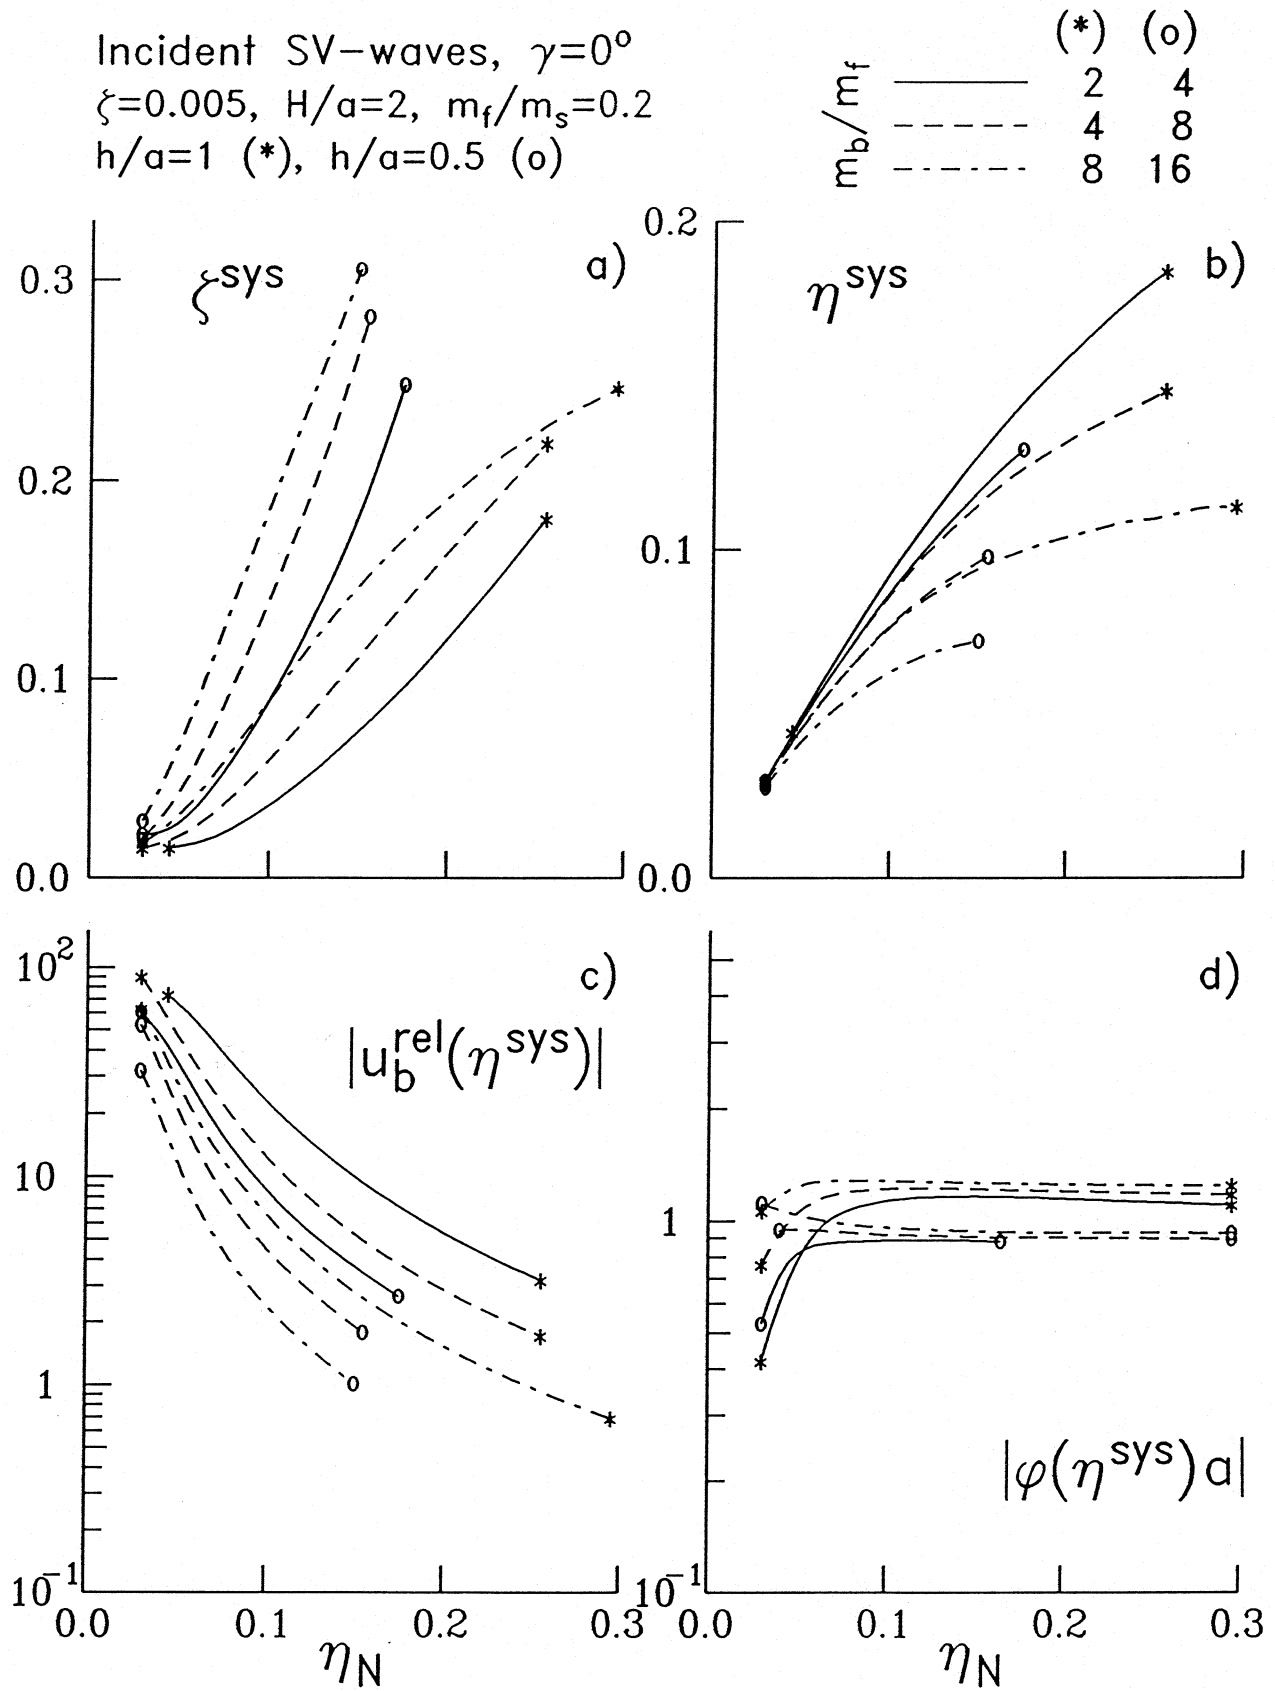 Incident SV-waves, γ=0°
ζ=0.005, H/a=2, m_f/m_s=0.2
h/a=1 (*), h/a=0.5 (o)
(*) (o)
m_b/m_f
2 4
4 8
8 16
ζ^sys
a)
0.3
0.2
0.1
0.0
η^sys
b)
0.2
0.1
0.0
c)
|u_b^rel(η^sys)|
10^2
10
1
10^-1
0.0 0.1 0.2 0.3
η_N
d)
|φ(η^sys)a|
1
10^-1
0.0 0.1 0.2 0.3
η_N